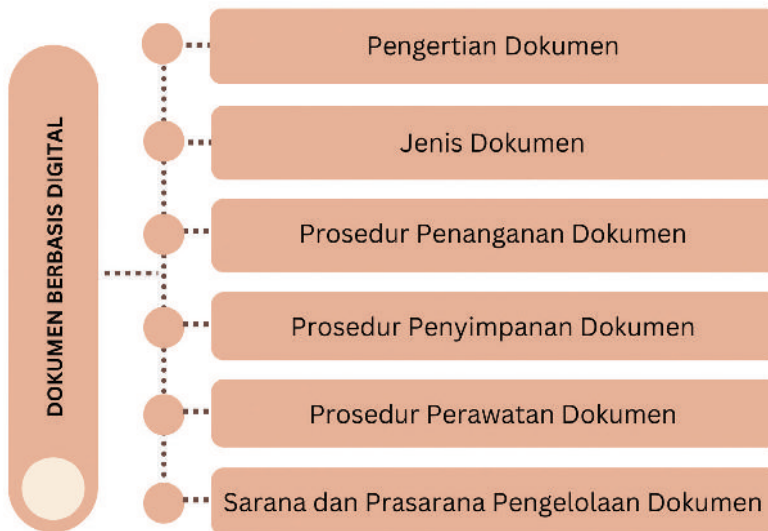 DOKUMEN BERBASIS DIGITAL
Pengertian Dokumen
Jenis Dokumen
Prosedur Penanganan Dokumen
Prosedur Penyimpanan Dokumen
Prosedur Perawatan Dokumen
Sarana dan Prasarana Pengelolaan Dokumen